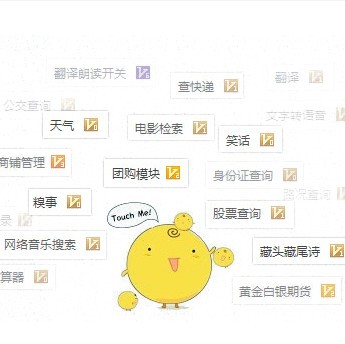 翻译朗读开关
查快递
翻译
公交查询
文字转语音
天气
电影检索
笑话
商铺管理
团购模块
身份证查询
路况查询
糗事
股票查询
Touch Me!
录
网络音乐搜索
藏头藏尾诗
算器
黄金白银期货